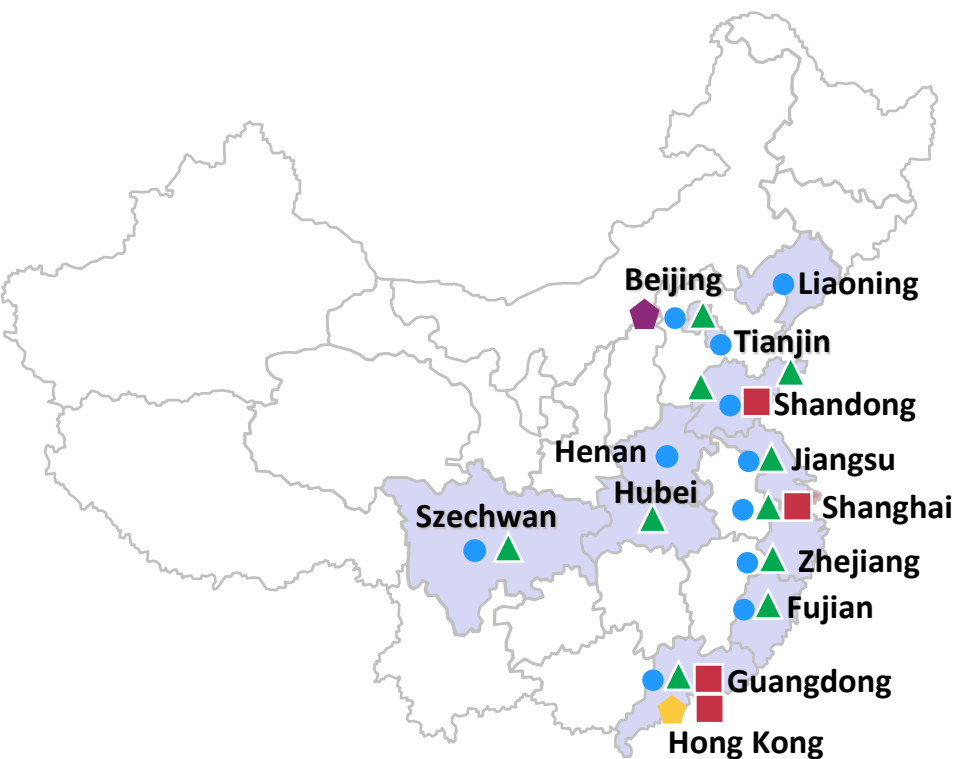 Beijing
Liaoning
Tianjin
Shandong
Henan
Jiangsu
Hubei
Szechwan
Shanghai
Zhejiang
Fujian
Guangdong
Hong Kong